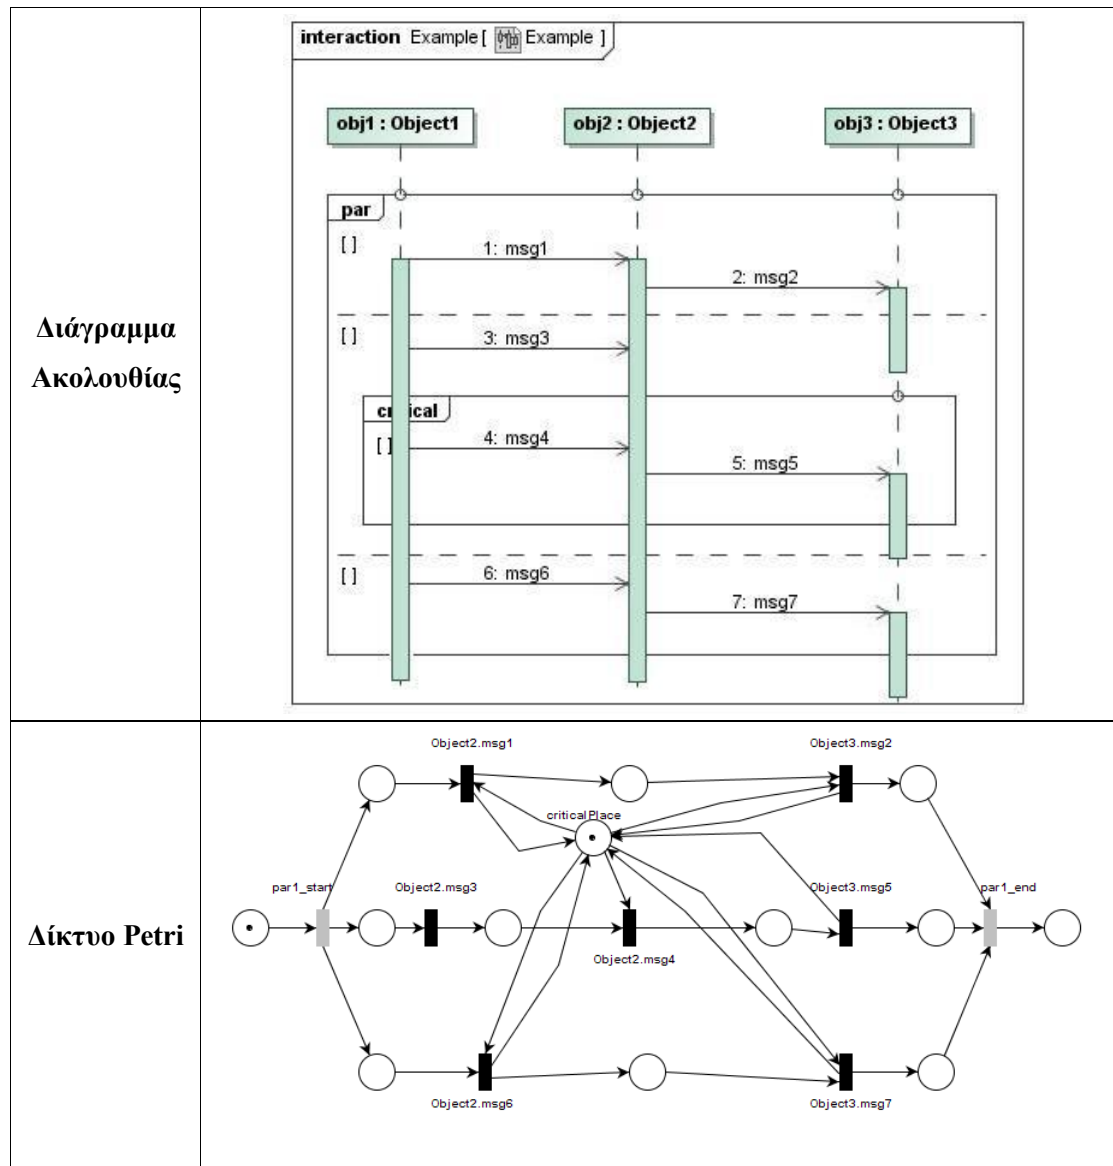 interaction Example [ Example ]
obj1 : Object1
obj2 : Object2
obj3 : Object3
par
[ ]
1: msg1
2: msg2
Διάγραμμα
Ακολουθίας
[ ]
3: msg3
critical
[ ]
4: msg4
5: msg5
[ ]
6: msg6
7: msg7
Object2.msg1
Object3.msg2
criticalPlace
par1_start
Object2.msg3
Object3.msg5
par1_end
Δίκτυο Petri
Object2.msg4
Object2.msg6
Object3.msg7